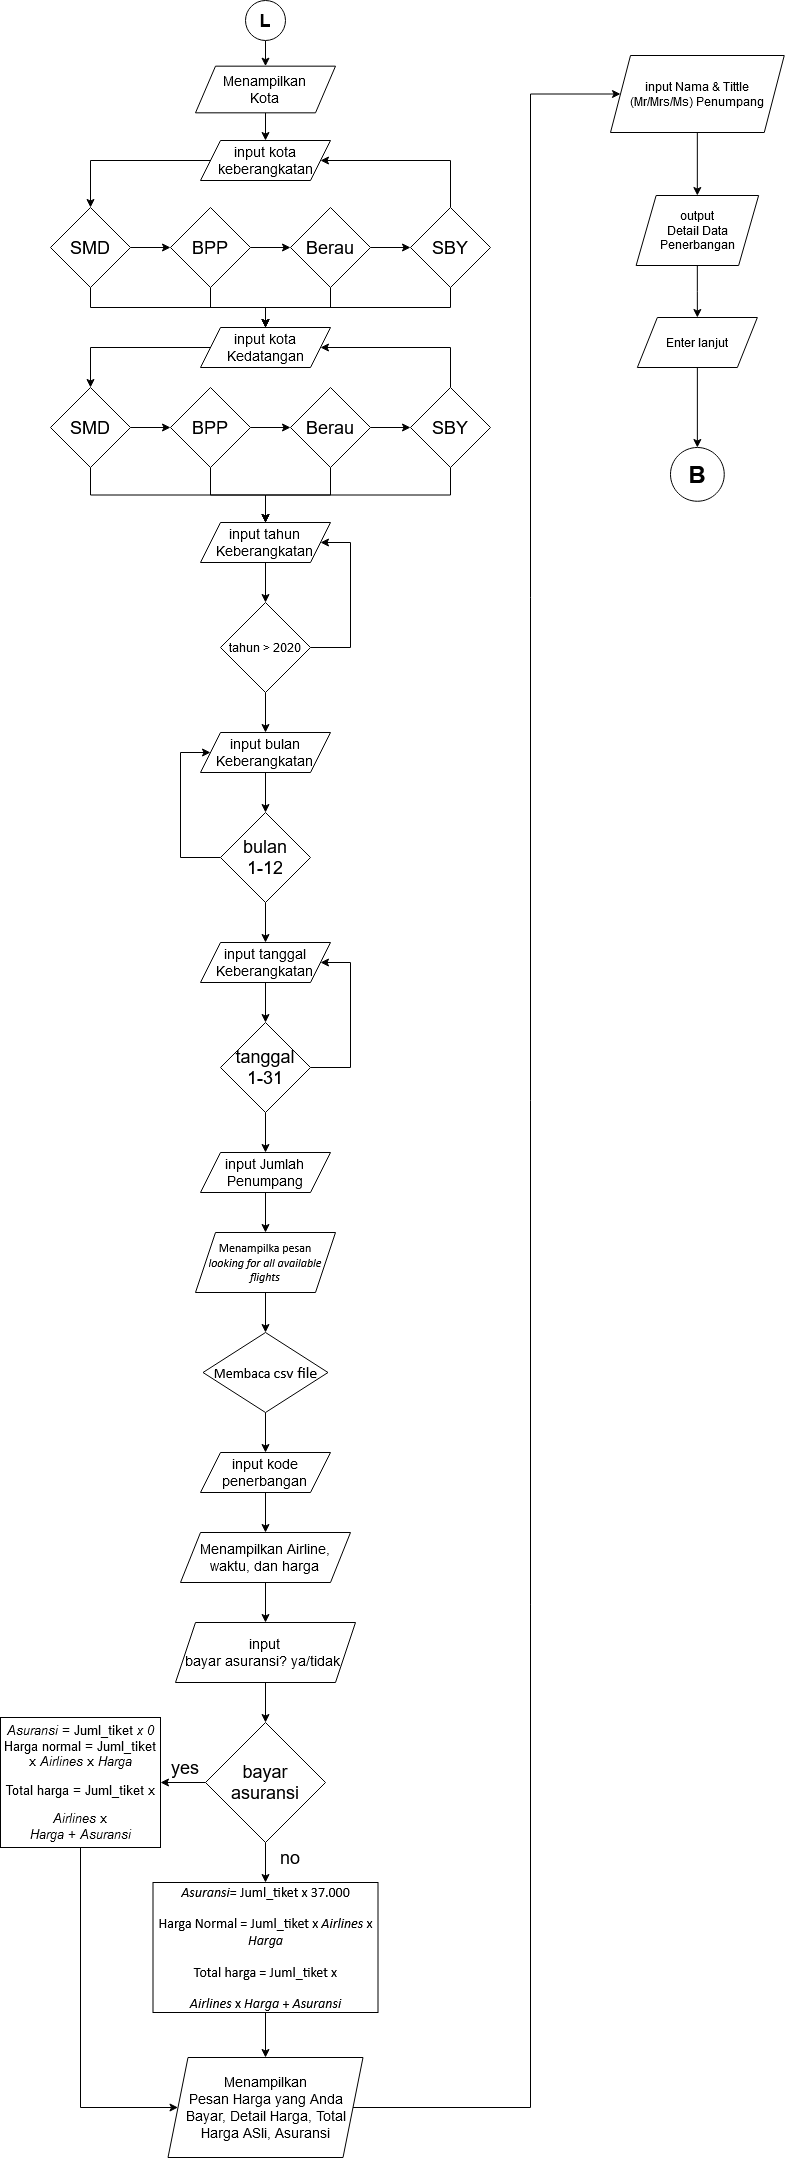 L
Menampilkan
Kota
input kota
keberangkatan
SMD
BPP
Berau
SBY
input kota
Kedatangan
SMD
BPP
Berau
SBY
input tahun
Keberangkatan
tahun > 2020
input bulan
Keberangkatan
bulan
1-12
input tanggal
Keberangkatan
tanggal
1-31
input Jumlah
Penumpang
Menampilka pesan
looking for all available
flights
Membaca csv file
input kode
penerbangan
Menampilkan Airline,
waktu, dan harga
input
bayar asuransi? ya/tidak
bayar
asuransi
yes
Asuransi = Juml_tiket x 0
Harga normal = Juml_tiket
x Airlines x Harga
Total harga = Juml_tiket x
Airlines x
Harga + Asuransi
no
Asuransi= Juml_tiket x 37.000
Harga Normal = Juml_tiket x Airlines x
Harga
Total harga = Juml_tiket x
Airlines x Harga + Asuransi
Menampilkan
Pesan Harga yang Anda
Bayar, Detail Harga, Total
Harga ASli, Asuransi
input Nama & Tittle
(Mr/Mrs/Ms) Penumpang
output
Detail Data
Penerbangan
Enter lanjut
B